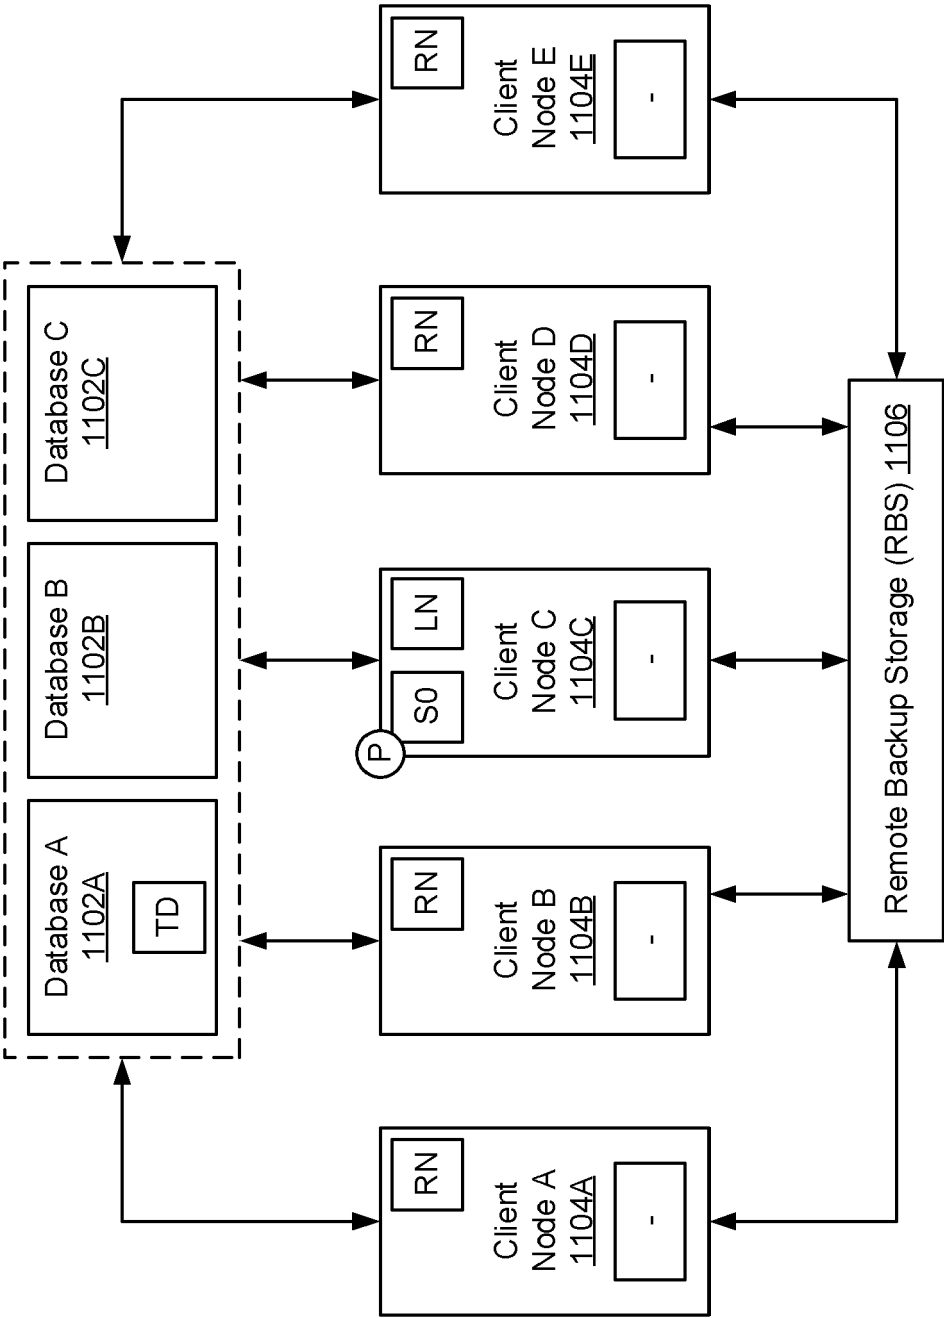 Database A
1102A
TD
Database B
1102B
Database C
1102C
RN
Client
Node A
1104A
-
RN
Client
Node B
1104B
-
P
S0
LN
Client
Node C
1104C
-
RN
Client
Node D
1104D
-
RN
Client
Node E
1104E
-
Remote Backup Storage (RBS) 1106